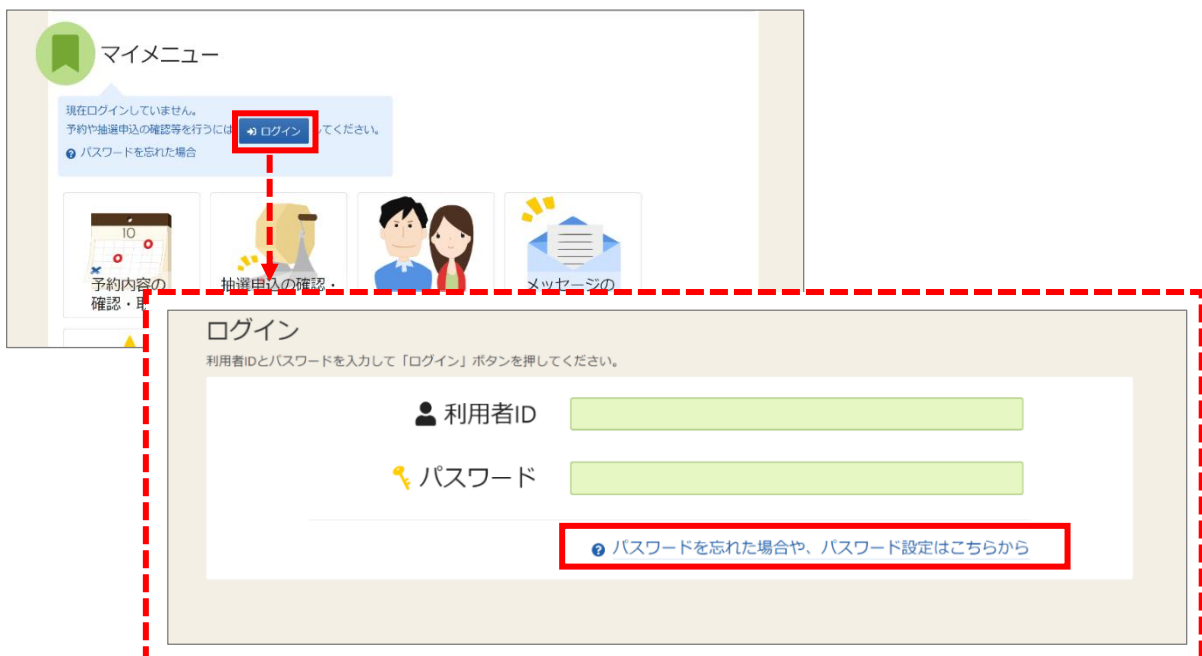 マイメニュー
現在ログインしていません。
予約や抽選申込の確認等を行うには ログイン してください。
パスワードを忘れた場合
10
予約内容の
確認・取
抽選申込の確認・
メッセージの
ログイン
利用者IDとパスワードを入力して「ログイン」ボタンを押してください。
利用者ID
パスワード
パスワードを忘れた場合や、パスワード設定はこちらから